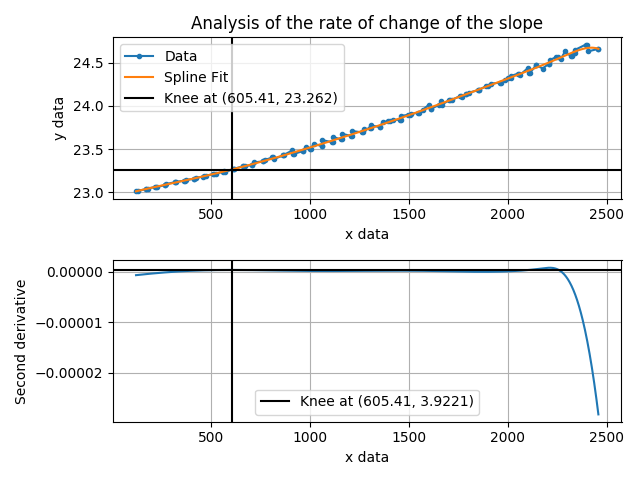 Analysis of the rate of change of the slope
y data
24.5
24.0
23.5
23.0
Data
Spline Fit
Knee at (605.41, 23.262)
500
1000
1500
2000
2500
x data
Second derivative
0.00000
−0.00001
−0.00002
Knee at (605.41, 3.9221)
500
1000
1500
2000
2500
x data